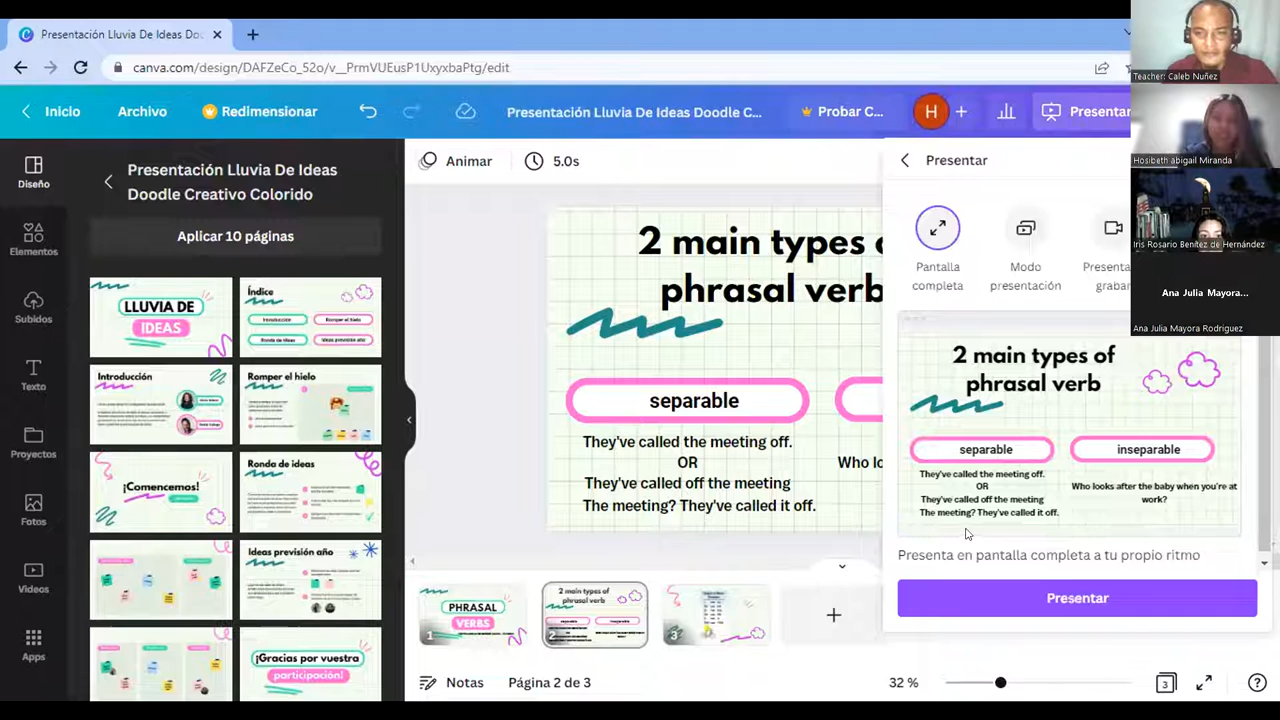 Presentación Lluvia De Ideas Do
canva.com/design/DAFZeCo_52o/v__PrmVUEusP1UxyxbaPtg/edit
Inicio
Archivo
Redimensionar
Presentación Lluvia De Ideas Doodle C...
Probar C...
H
Presentar
Teacher: Caleb Nuñez
Hosibeth abigail Miranda
Iris Rosario Benítez de Hernández
Ana Julia Mayora...
Ana Julia Mayora Rodriguez
Diseño
Elementos
Subidos
Texto
Proyectos
Fotos
Videos
Apps
Presentación Lluvia De Ideas
Doodle Creativo Colorido
Aplicar 10 páginas
LLUVIA DE
IDEAS
Índice
Introducción
Romper el hielo
Ronda de ideas
Ideas previsión año
Introducción
Romper el hielo
¡Comencemos!
Ronda de ideas
Ideas previsión año
¡Gracias por vuestra
participación!
Animar
5.0s
2 main types o
phrasal verb
separable
They've called the meeting off.
OR
They've called off the meeting
The meeting? They've called it off.
Who lo
Presentar
Pantalla
completa
Modo
presentación
Presenta
grabar
2 main types of
phrasal verb
separable
inseparable
They've called the meeting off.
OR
They've called off the meeting
The meeting? They've called it off.
Who looks after the baby when you're at
work?
Presenta en pantalla completa a tu propio ritmo
Presentar
PHRASAL
VERBS
1
2 main types of
phrasal verb
2
3
Notas
Página 2 de 3
32 %
3